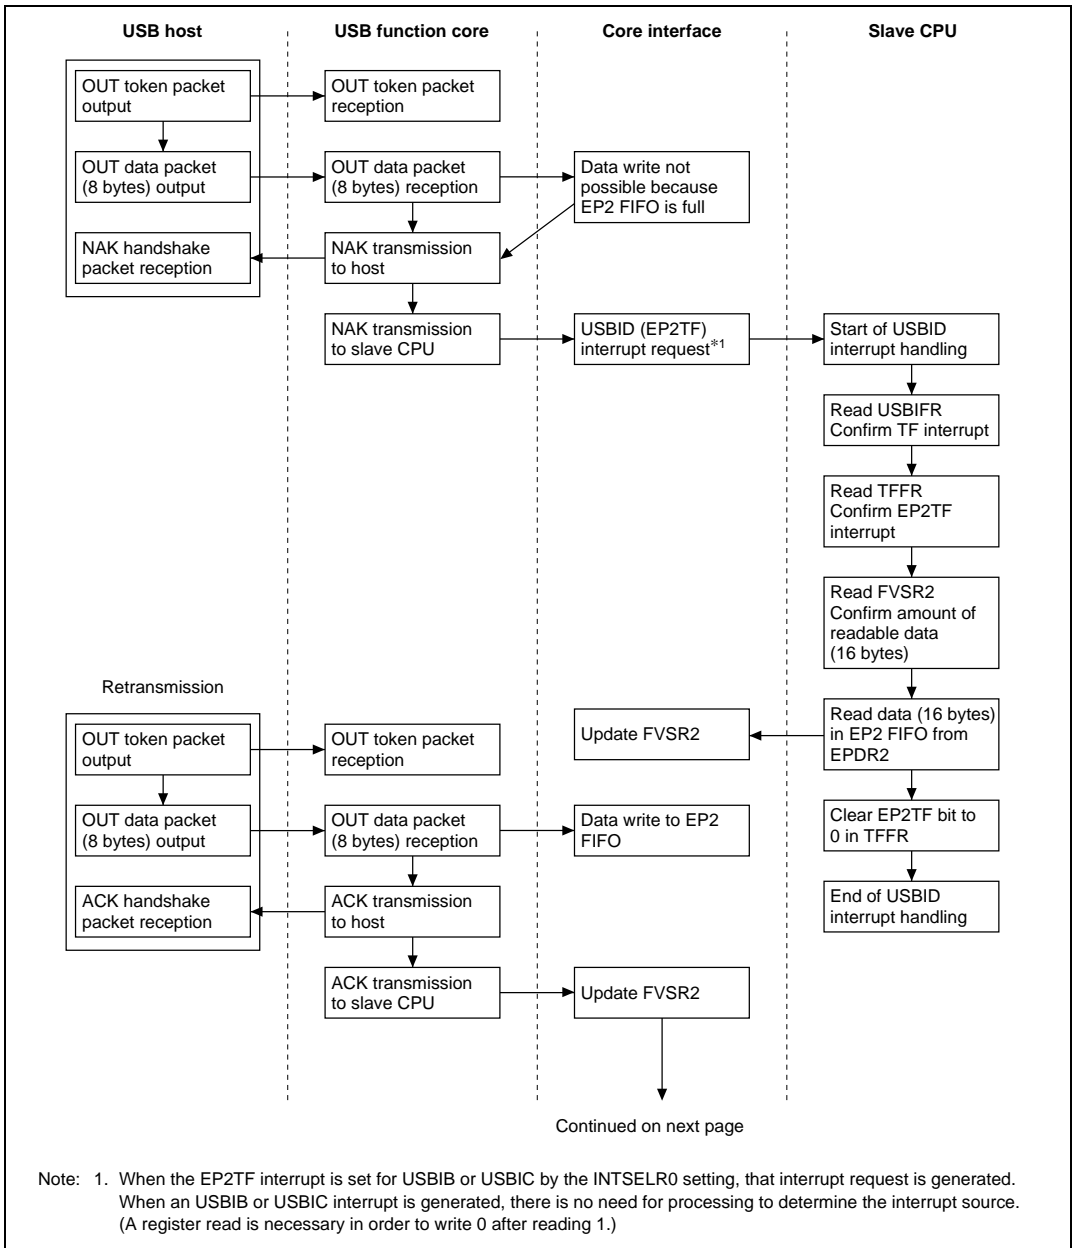 USB host
USB function core
Core interface
Slave CPU
OUT token packet
output
OUT token packet
reception
OUT data packet
(8 bytes) output
OUT data packet
(8 bytes) reception
Data write not
possible because
EP2 FIFO is full
NAK handshake
packet reception
NAK transmission
to host
NAK transmission
to slave CPU
USBID (EP2TF)
interrupt request*1
Start of USBID
interrupt handling
Read USBIFR
Confirm TF interrupt
Read TFFR
Confirm EP2TF
interrupt
Read FVSR2
Confirm amount of
readable data
(16 bytes)
Retransmission
OUT token packet
output
OUT token packet
reception
Update FVSR2
Read data (16 bytes)
in EP2 FIFO from
EPDR2
OUT data packet
(8 bytes) output
OUT data packet
(8 bytes) reception
Data write to EP2
FIFO
Clear EP2TF bit to
0 in TFFR
ACK handshake
packet reception
ACK transmission
to host
End of USBID
interrupt handling
ACK transmission
to slave CPU
Update FVSR2
Continued on next page
Note: 1. When the EP2TF interrupt is set for USBIB or USBIC by the INTSELR0 setting, that interrupt request is generated.
When an USBIB or USBIC interrupt is generated, there is no need for processing to determine the interrupt source.
(A register read is necessary in order to write 0 after reading 1.)